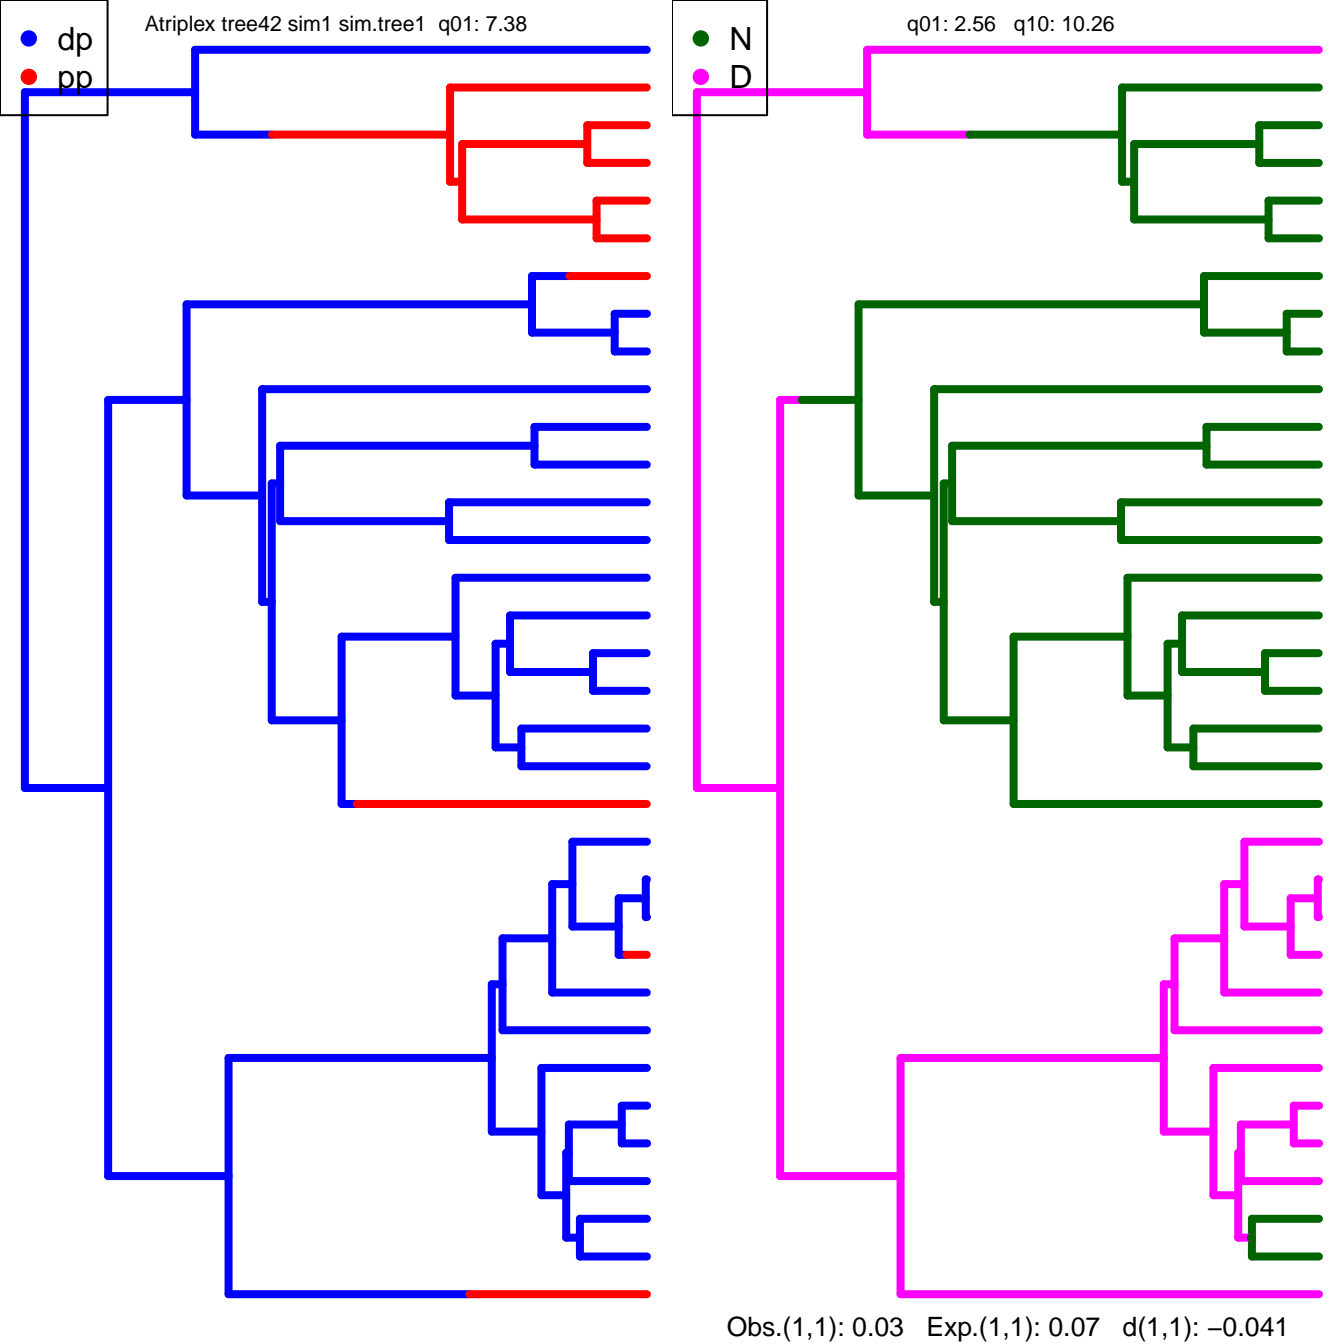 Atriplex tree42 sim1 sim.tree1 q01: 7.38
dp
pp
q01: 2.56 q10: 10.26
N
D
Obs.(1,1): 0.03 Exp.(1,1): 0.07 d(1,1): −0.041